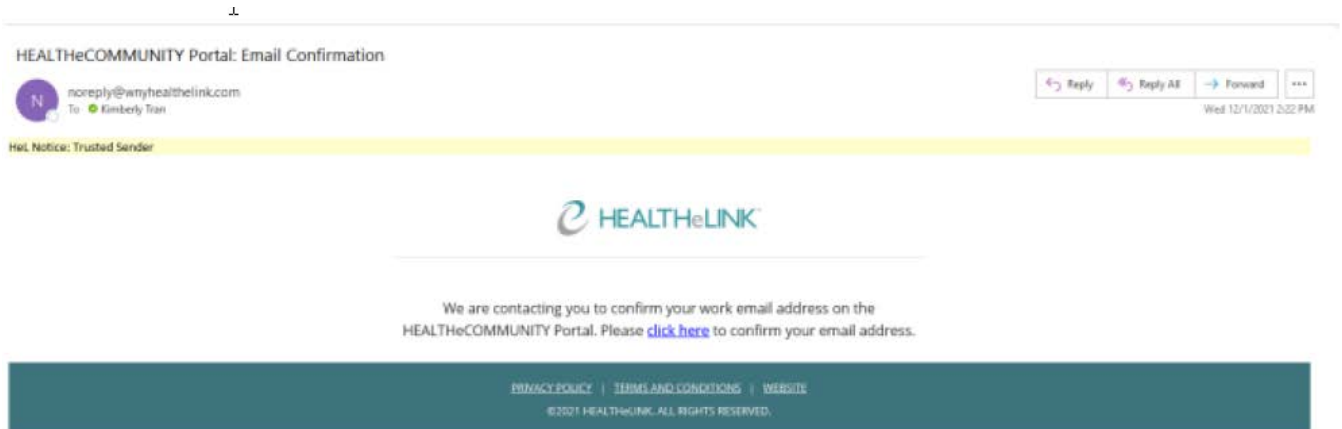 HEALTHeCOMMUNITY Portal: Email Confirmation
N
noreply@wnyhealthelink.com
To Kimberly Tran
Reply
Reply All
Forward
...
Wed 12/1/2021 2:22 PM
HeL Notice: Trusted Sender
HEALTHeLINK™
We are contacting you to confirm your work email address on the
HEALTHeCOMMUNITY Portal. Please click here to confirm your email address.
PRIVACY POLICY | TERMS AND CONDITIONS | WEBSITE
©2021 HEALTHeLINK. ALL RIGHTS RESERVED.